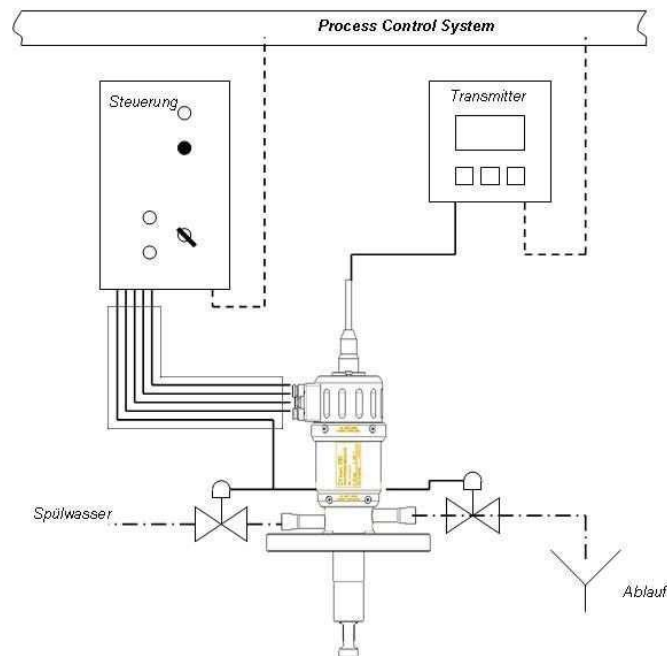 Process Control System
Steuerung
Transmitter
Spülwasser
Ablauf